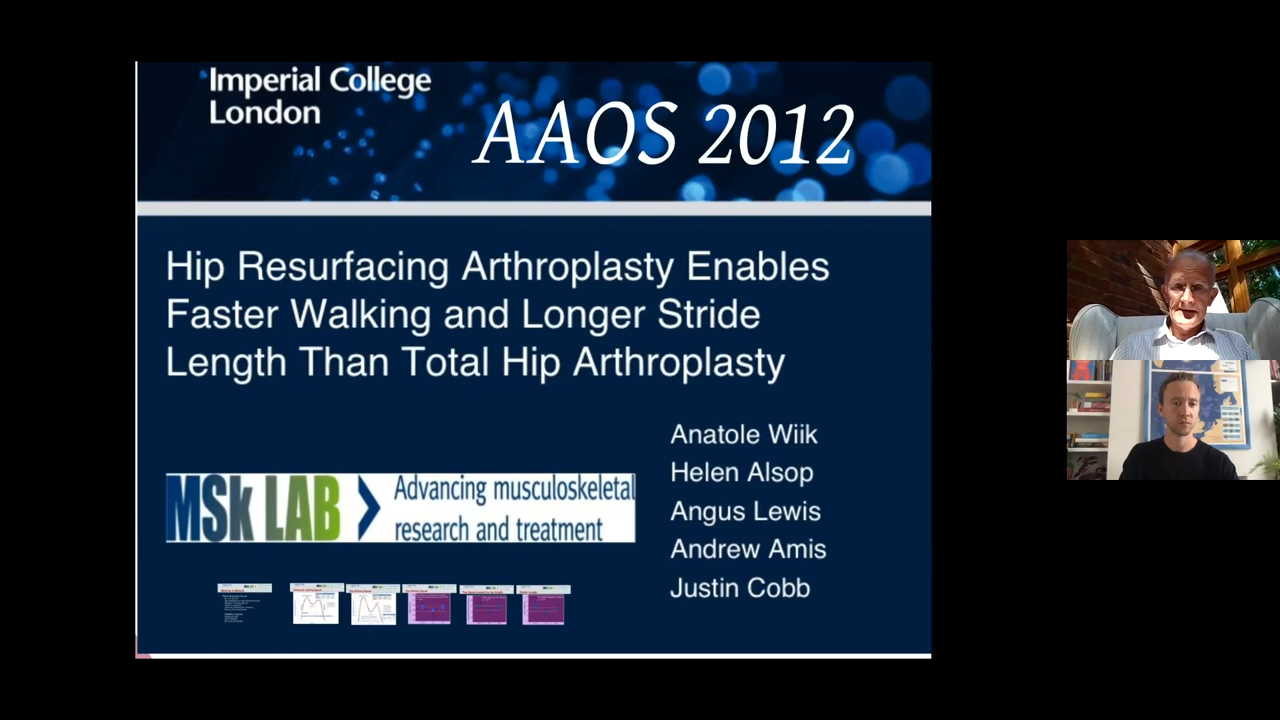 Imperial College
London
AAOS 2012
Hip Resurfacing Arthroplasty Enables
Faster Walking and Longer Stride
Length Than Total Hip Arthroplasty
Anatole Wiik
Helen Alsop
Angus Lewis
Andrew Amis
Justin Cobb
MSk LAB
Advancing musculoskeletal
research and treatment